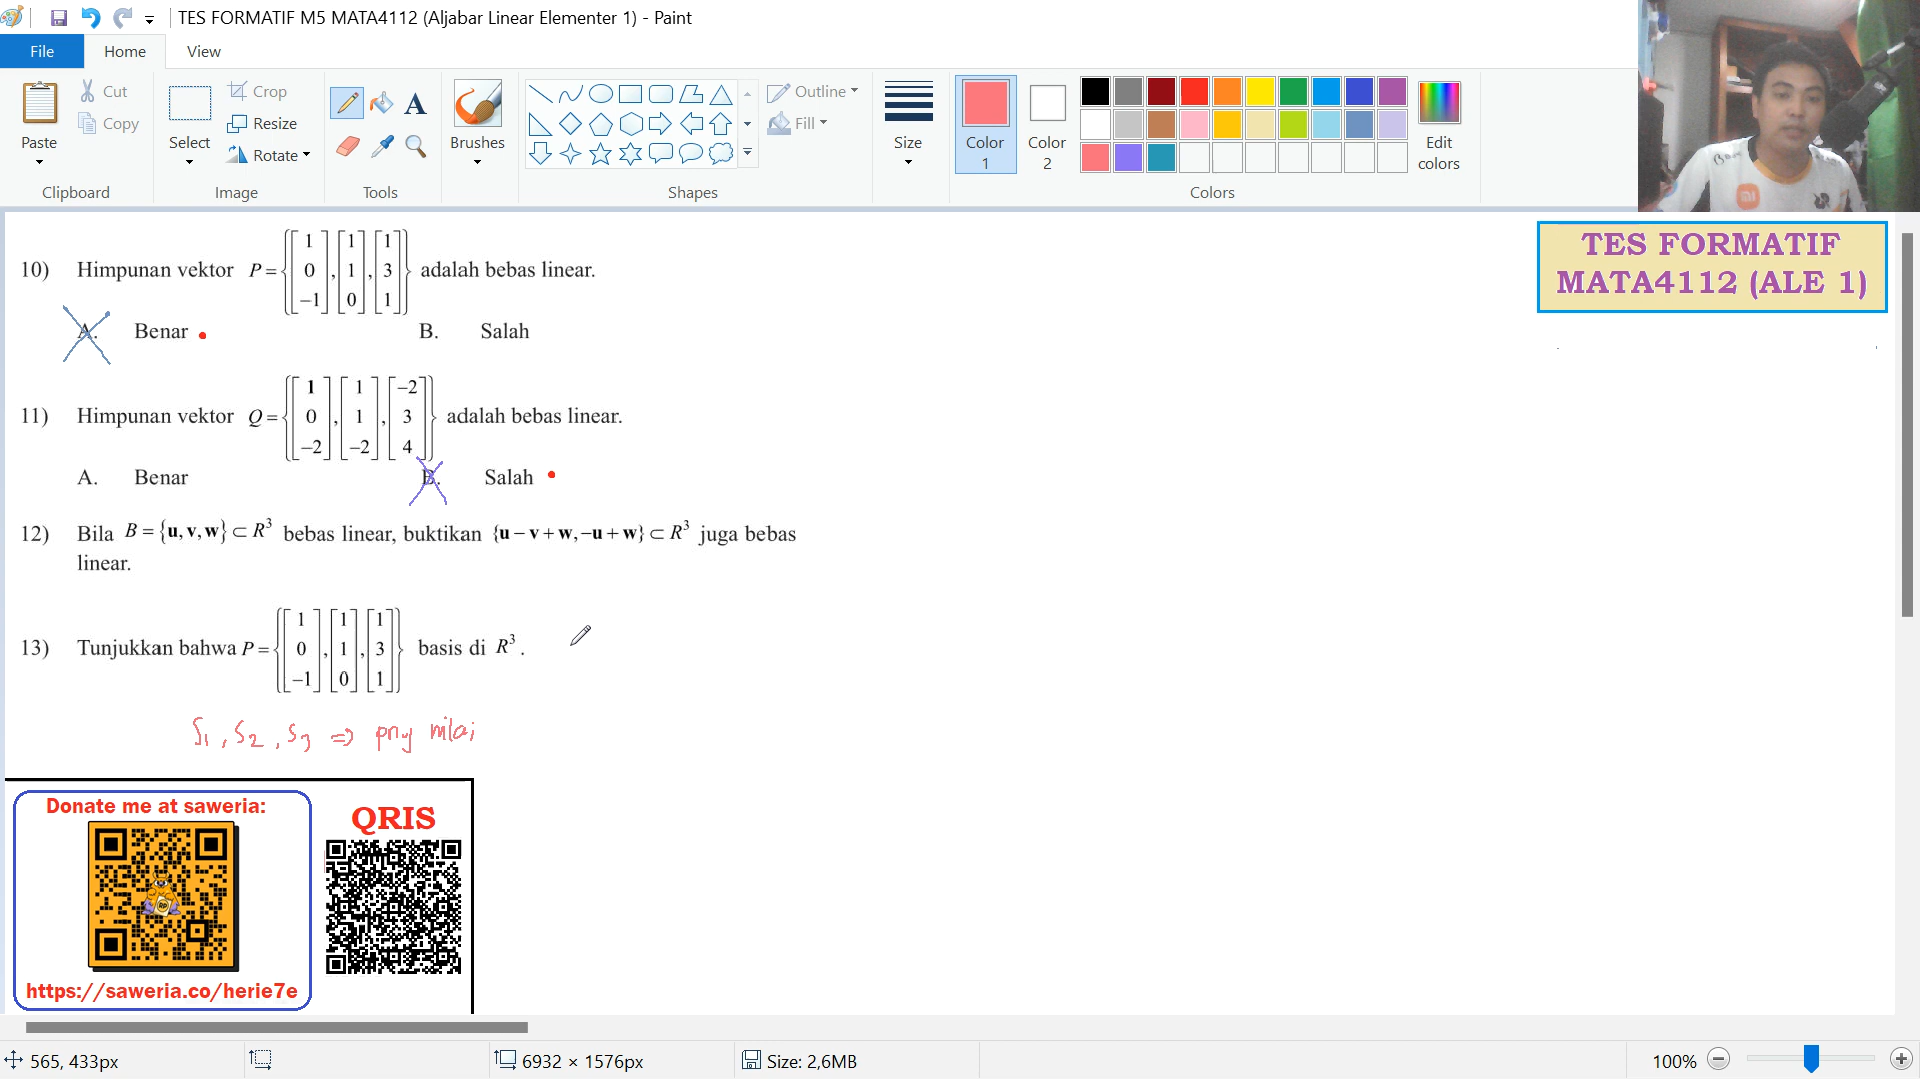 TES FORMATIF M5 MATA4112 (Aljabar Linear Elementer 1) - Paint
File Home View
Paste Cut Copy Select Crop Resize Rotate Brushes Outline Fill Size Color 1 Color 2 Edit colors
Clipboard Image Tools Shapes Colors
TES FORMATIF
MATA4112 (ALE 1)
10) Himpunan vektor P = {[1 0 −1], [1 1 0], [1 3 1]} adalah bebas linear.
A. Benar B. Salah
11) Himpunan vektor Q = {[1 0 −2], [1 1 −2], [−2 3 4]} adalah bebas linear.
A. Benar B. Salah
12) Bila B = {u, v, w} ⊂ R³ bebas linear, buktikan {u − v + w, −u + w} ⊂ R³ juga bebas
linear.
13) Tunjukkan bahwa P = {[1 0 −1], [1 1 0], [1 3 1]} basis di R³.
S1, S2, S3 => pny nilai
Donate me at saweria:
https://saweria.co/herie7e
QRIS
565, 433px 6932 × 1576px Size: 2,6MB 100%